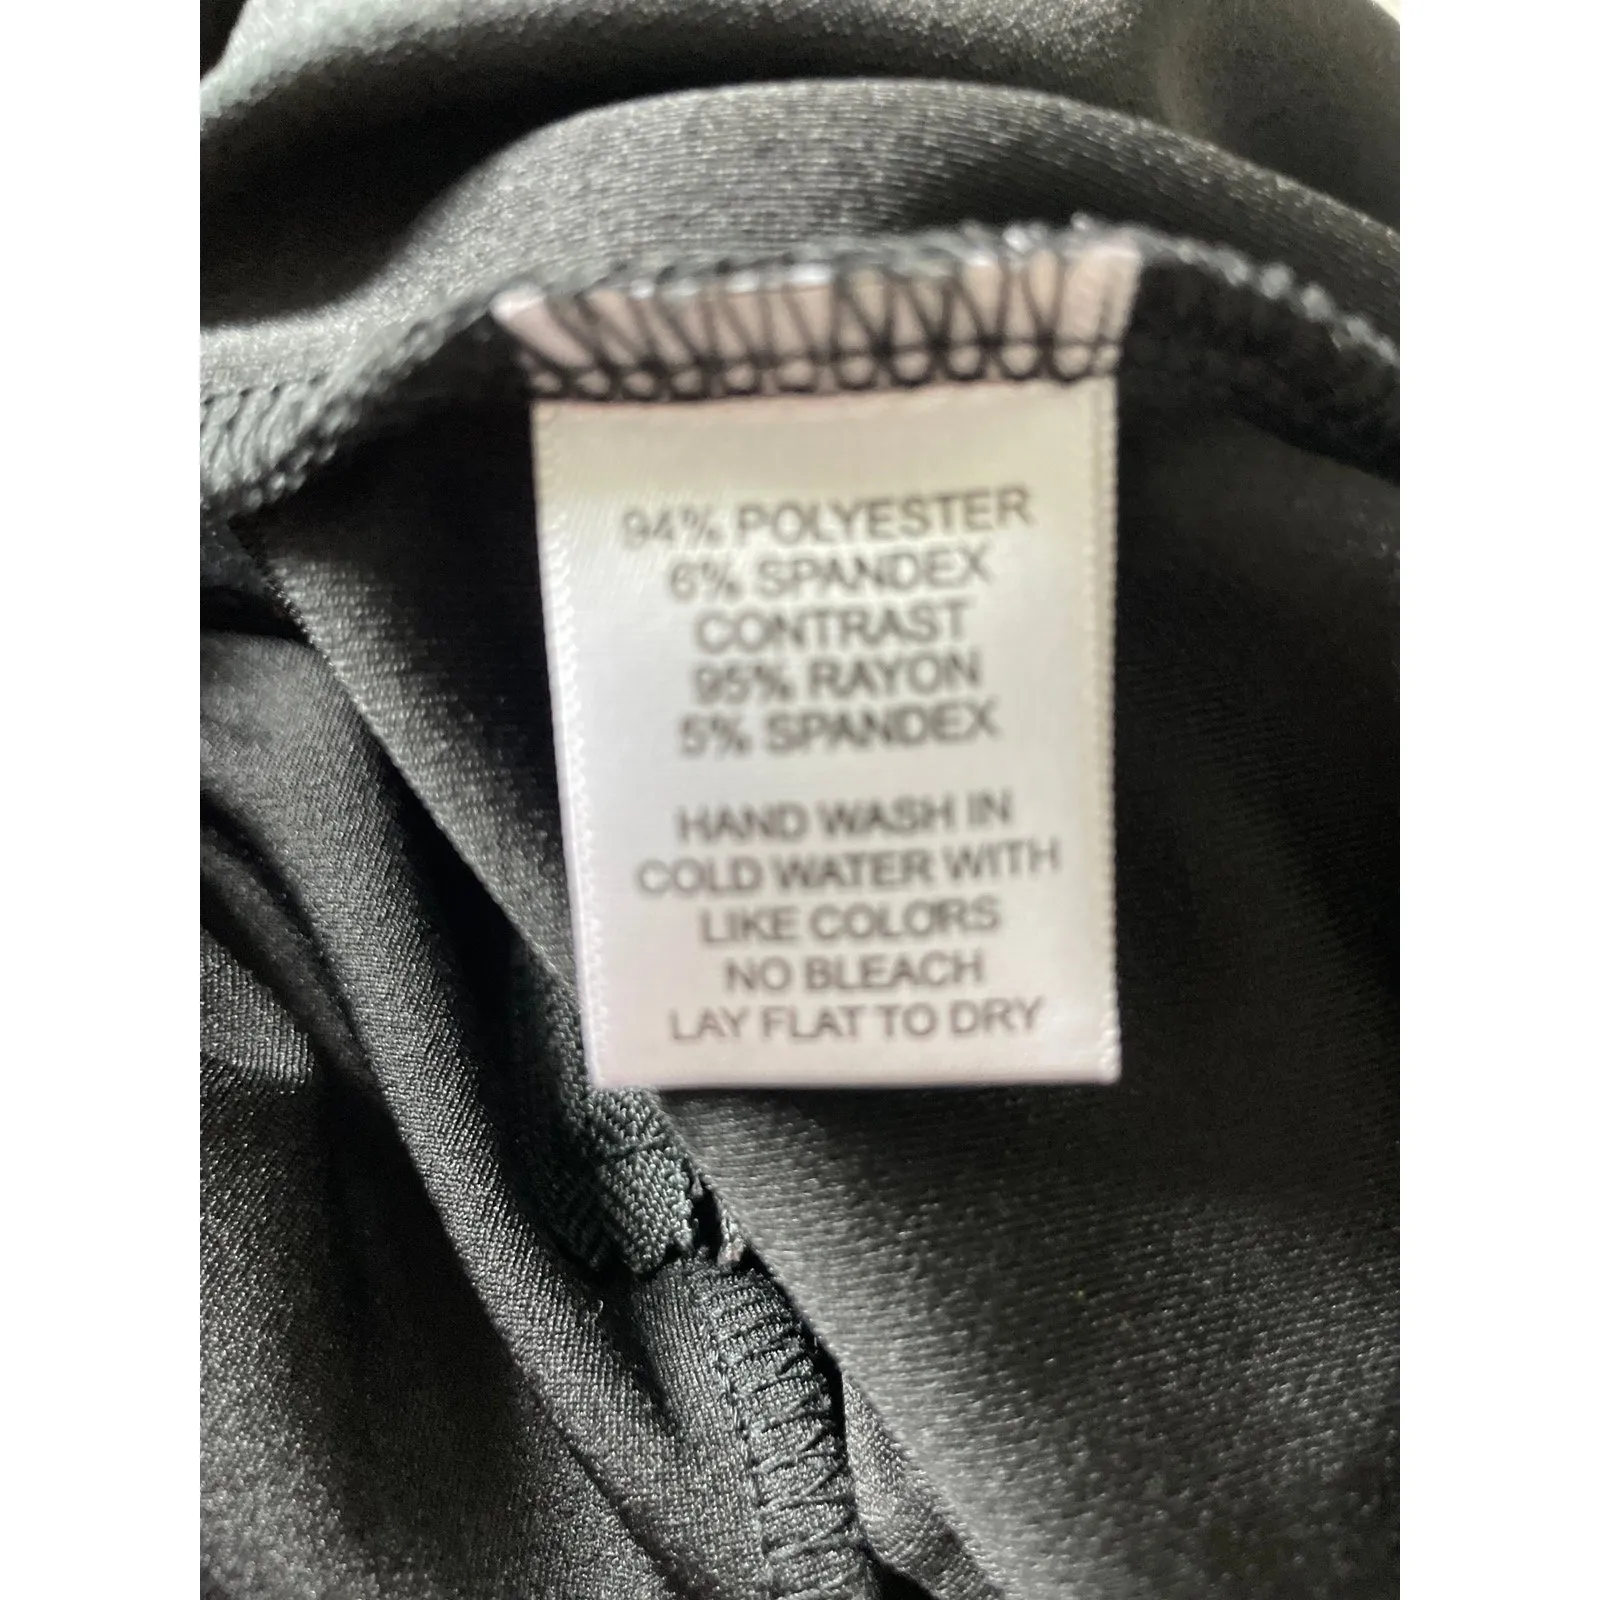 94% POLYESTER
6% SPANDEX
CONTRAST
95% RAYON
5% SPANDEX
HAND WASH IN
COLD WATER WITH
LIKE COLORS
NO BLEACH
LAY FLAT TO DRY